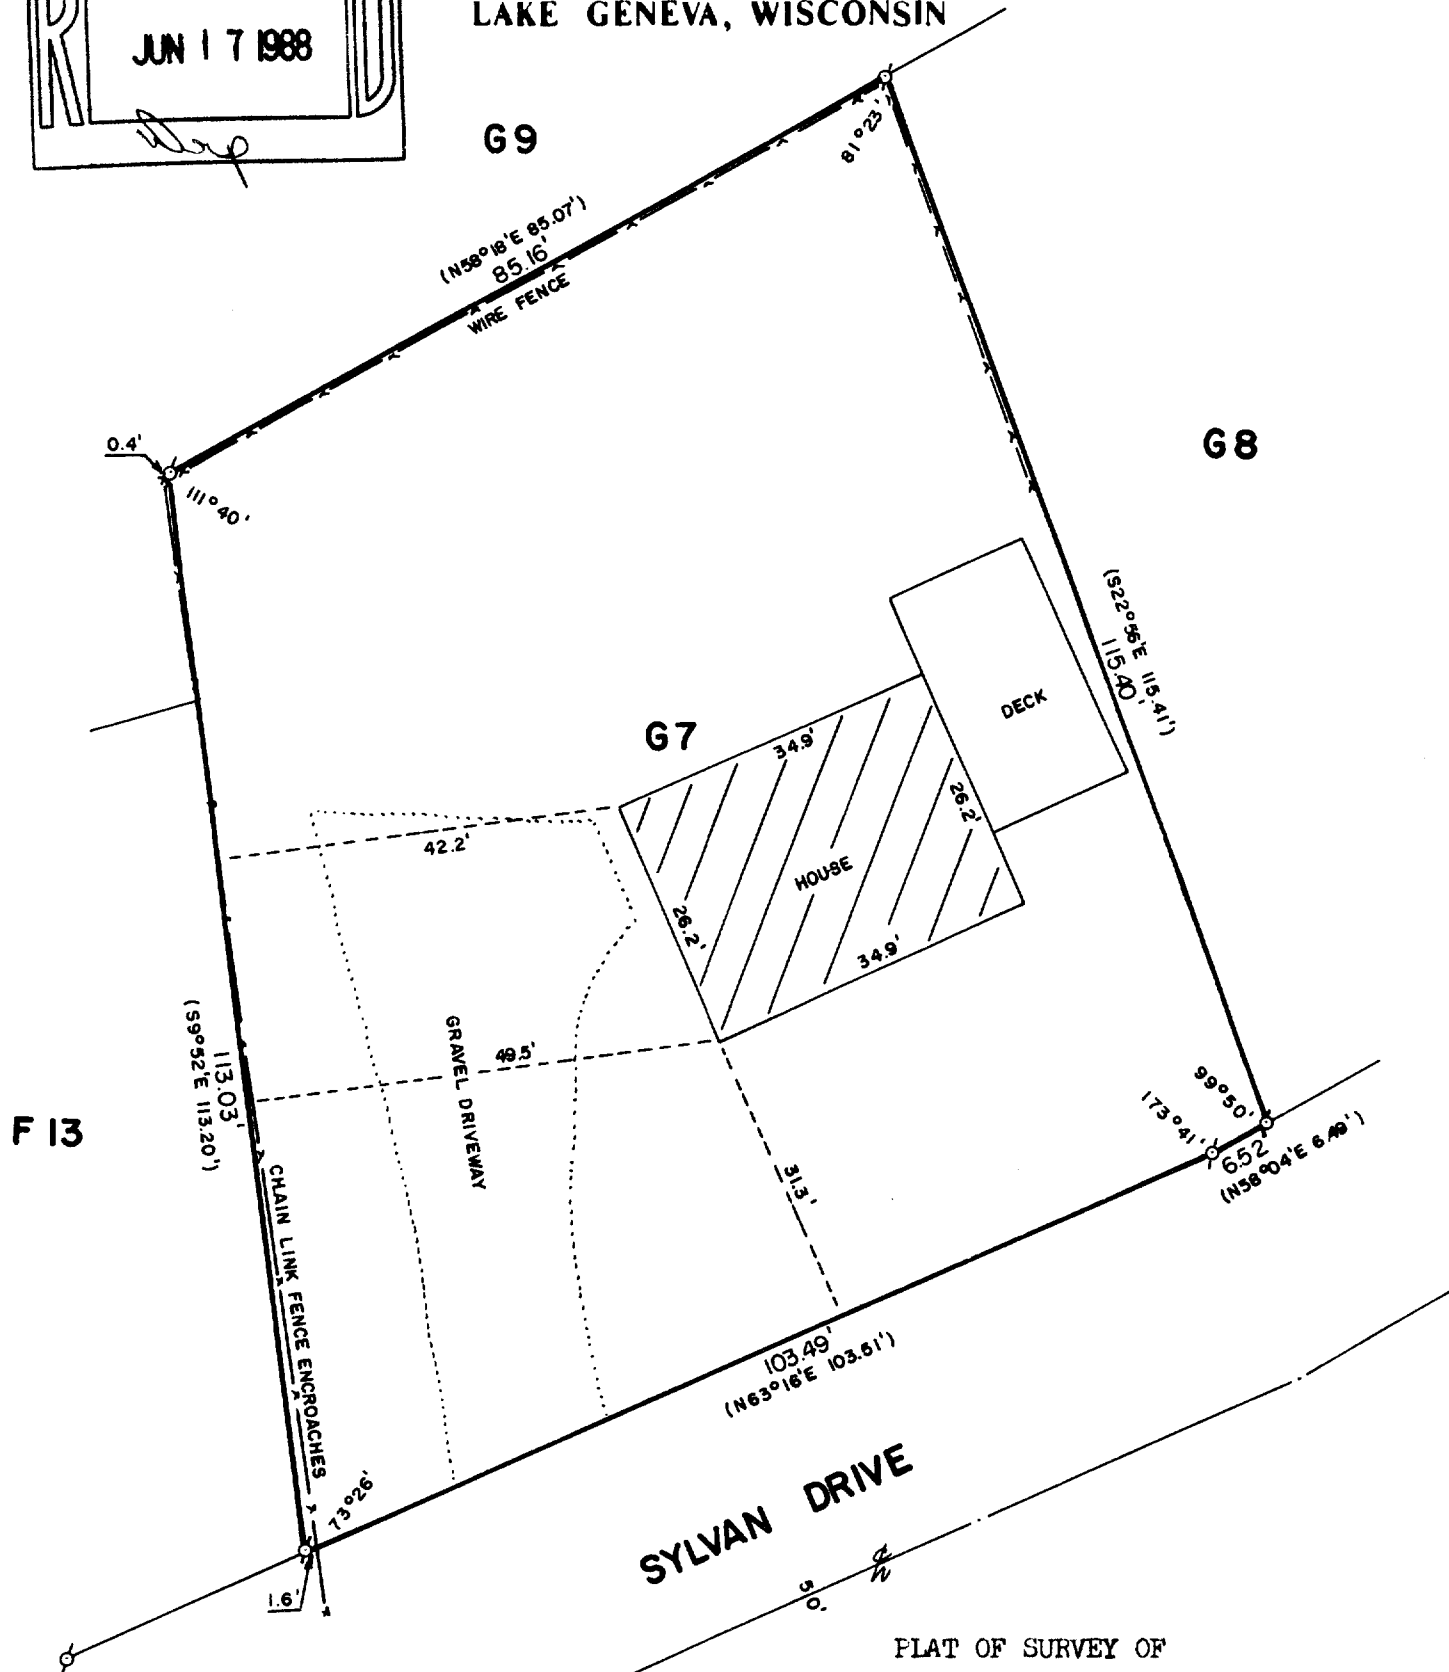 LAKE GENEVA, WISCONSIN
R
D
JUN 17 1988
G9
81°23'
(N58°18'E 85.07')
85.16'
WIRE FENCE
0.4'
111°40'
G8
(S22°56'E 115.41')
115.40'
DECK
G7
34.9'
26.2'
42.2'
HOUSE
26.2'
34.9'
GRAVEL DRIVEWAY
49.5'
113.03'
(S9°52'E 113.20')
F13
99°50'
173°41'
6.52'
(N58°04'E 6.49')
CHAIN LINK FENCE ENCROACHES
31.3'
103.49'
(N63°16'E 103.61')
73°26'
1.6'
SYLVAN DRIVE
50'
PLAT OF SURVEY OF